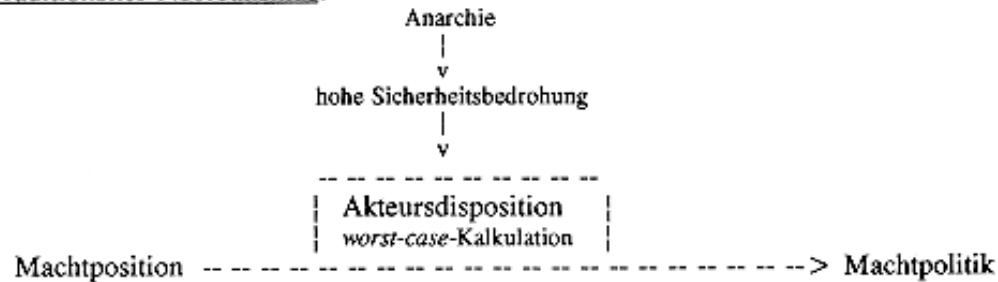 Anarchie
hohe Sicherheitsbedrohung
Akteursdisposition
worst-case-Kalkulation
Machtposition -- -- -- -- -- -- -- -- -- -- -- -- -- -- -- -- -- -- -- -- --> Machtpolitik